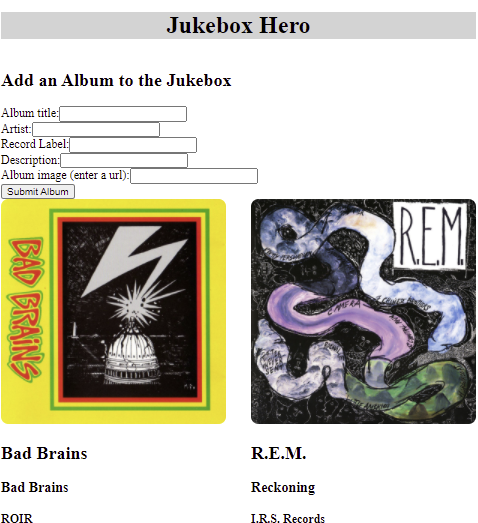 Jukebox Hero
Add an Album to the Jukebox
Album title:
Artist:
Record Label:
Description:
Album image (enter a url):
Submit Album
BAD BRAINS
R.E.M.
CAMERA
Bad Brains
R.E.M.
Bad Brains
Reckoning
ROIR
I.R.S. Records